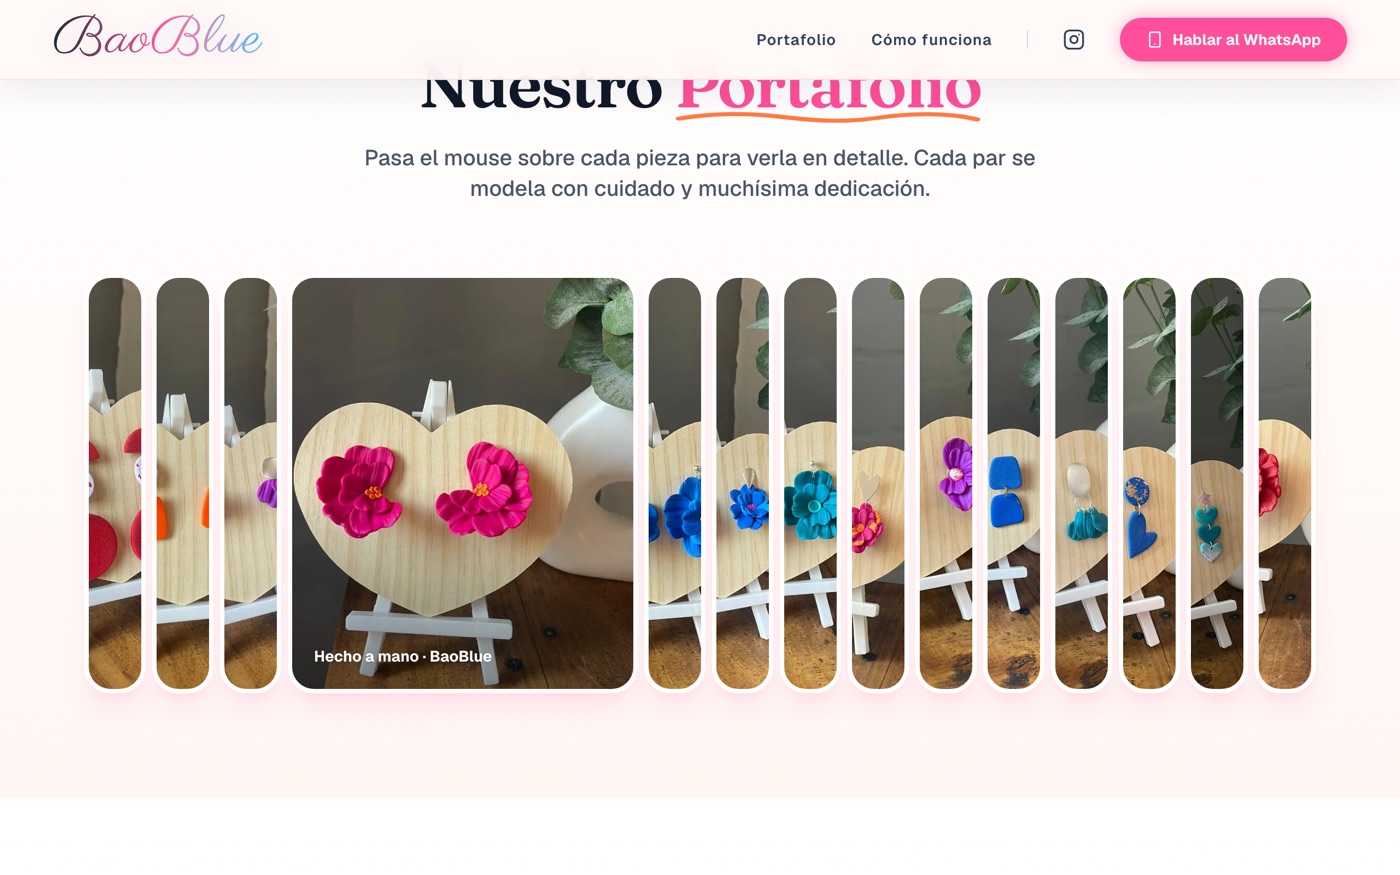 BaoBlue
Portafolio
Cómo funciona
Hablar al WhatsApp
Nuestro Portafolio
Pasa el mouse sobre cada pieza para verla en detalle. Cada par se
modela con cuidado y muchísima dedicación.
Hecho a mano · BaoBlue